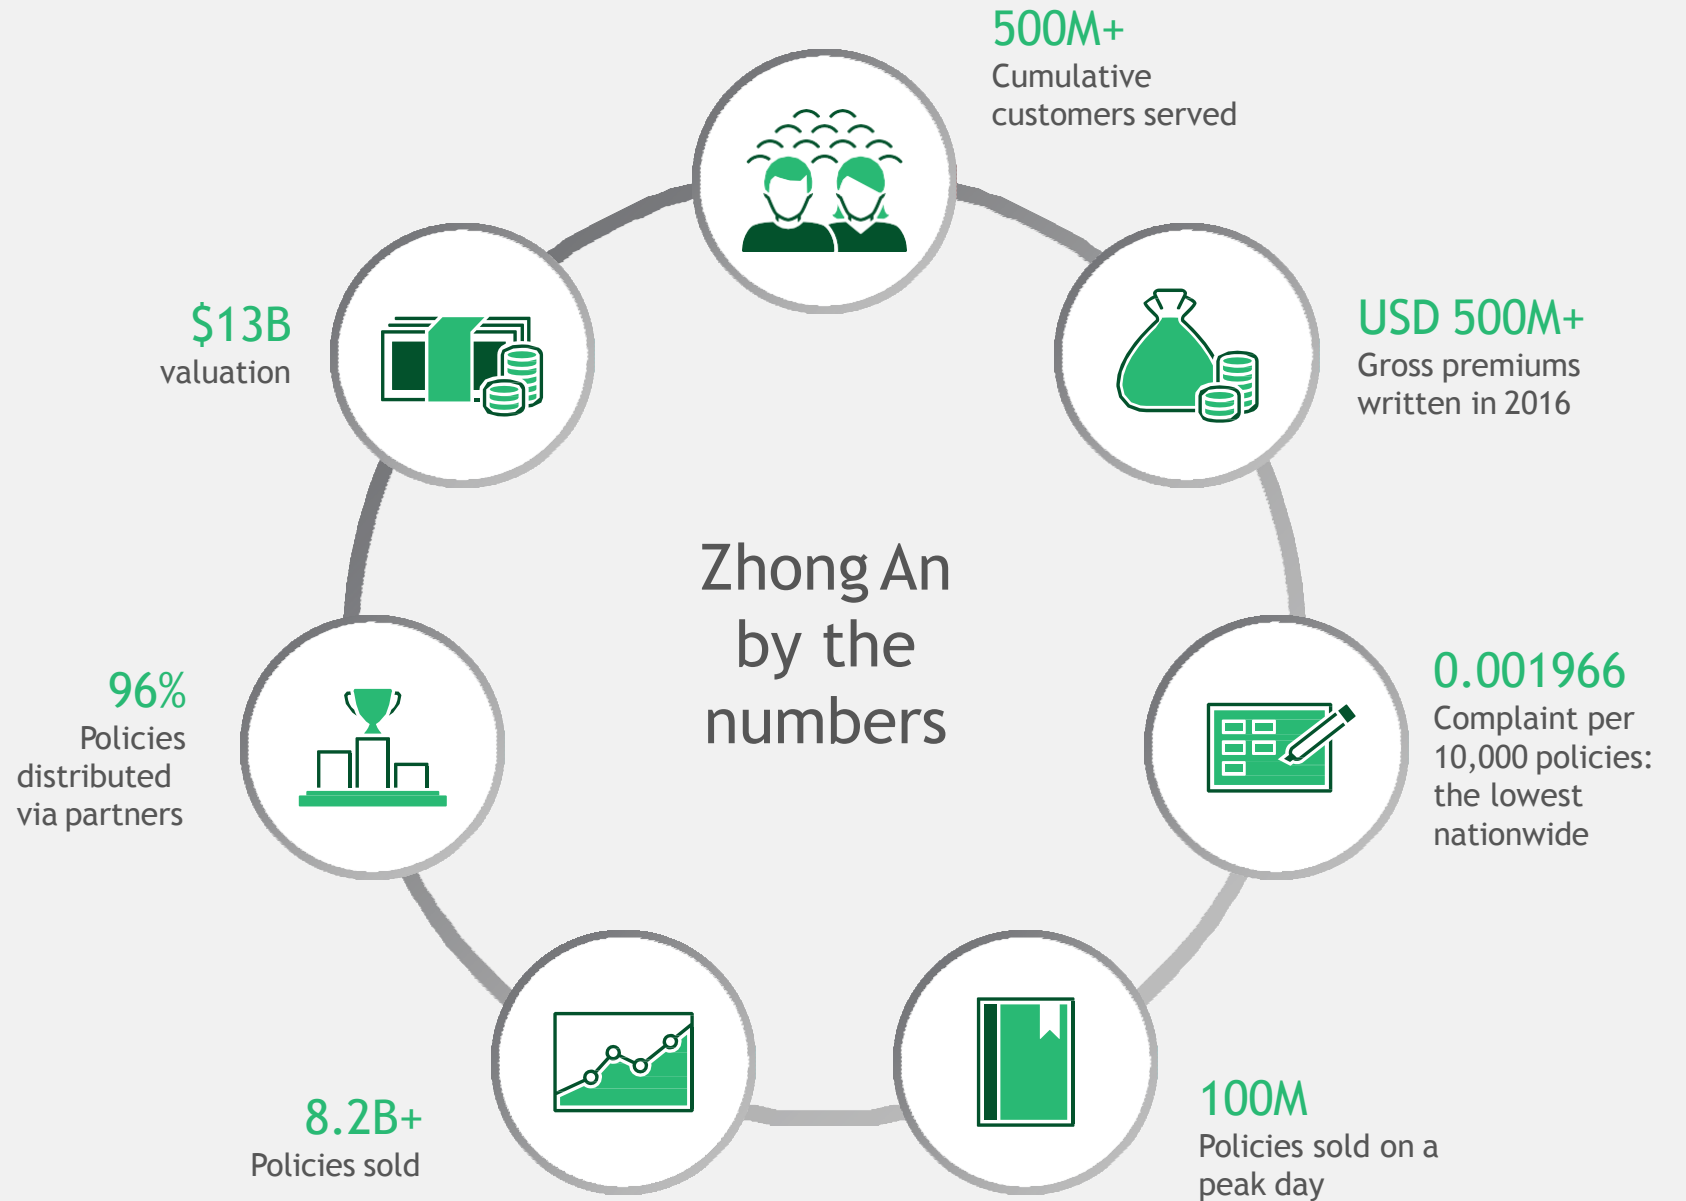 500M+
Cumulative
customers served
USD 500M+
Gross premiums
written in 2016
0.001966
Complaint per
10,000 policies:
the lowest
nationwide
100M
Policies sold on a
peak day
8.2B+
Policies sold
96%
Policies
distributed
via partners
$13B
valuation
Zhong An
by the
numbers